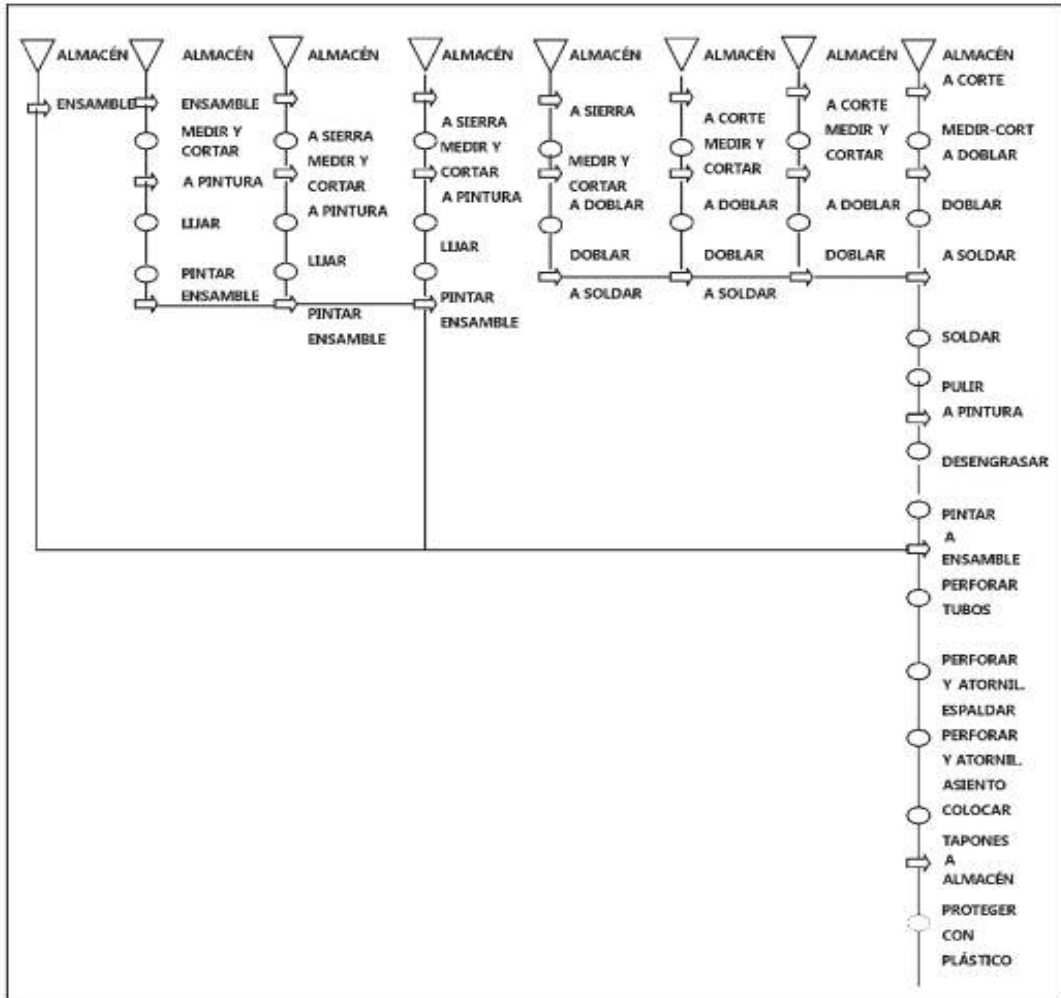 ALMACÉN
ENSAMBLE
ALMACÉN
ENSAMBLE
MEDIR Y
CORTAR
A PINTURA
LIJAR
PINTAR
ENSAMBLE
ALMACÉN
A SIERRA
MEDIR Y
CORTAR
A PINTURA
LIJAR
PINTAR
ENSAMBLE
ALMACÉN
A SIERRA
MEDIR Y
CORTAR
A PINTURA
LIJAR
PINTAR
ENSAMBLE
ALMACÉN
A SIERRA
MEDIR Y
CORTAR
A DOBLAR
DOBLAR
A SOLDAR
ALMACÉN
A CORTE
MEDIR Y
CORTAR
A DOBLAR
DOBLAR
A SOLDAR
ALMACÉN
A CORTE
MEDIR Y
CORTAR
A DOBLAR
DOBLAR
ALMACÉN
A CORTE
MEDIR-CORT
A DOBLAR
DOBLAR
A SOLDAR
SOLDAR
PULIR
A PINTURA
DESENGRASAR
PINTAR
A
ENSAMBLE
PERFORAR
TUBOS
PERFORAR
Y ATORNIL.
ESPALDAR
PERFORAR
Y ATORNIL.
ASIENTO
COLOCAR
TAPONES
A
ALMACÉN
PROTEGER
CON
PLÁSTICO